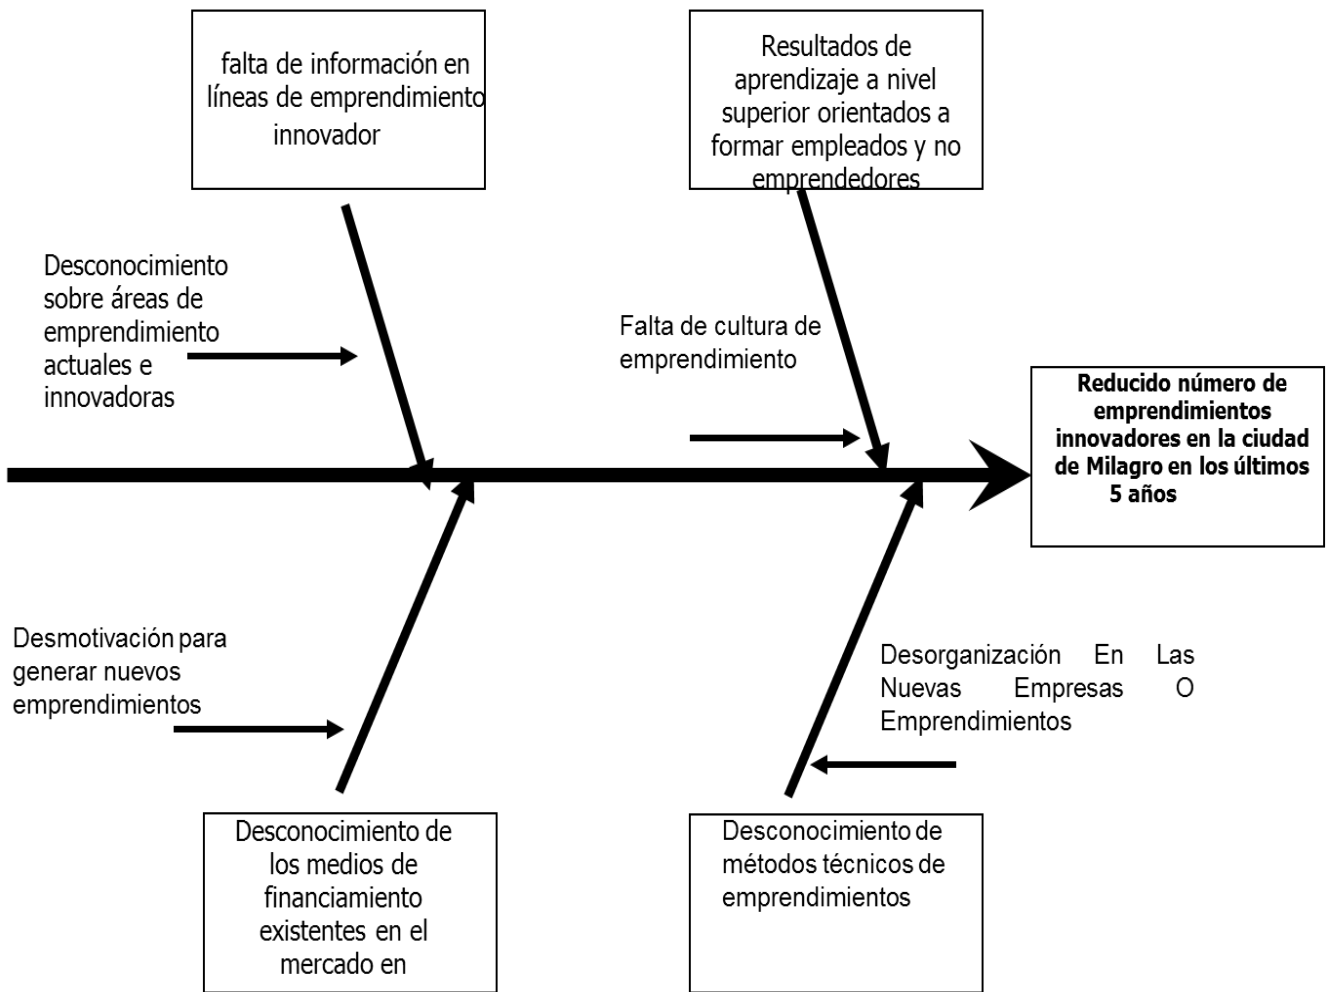 falta de información en
líneas de emprendimiento
innovador
Resultados de
aprendizaje a nivel
superior orientados a
formar empleados y no
emprendedores
Desconocimiento
sobre áreas de
emprendimiento
actuales e
innovadoras
Falta de cultura de
emprendimiento
Reducido número de
emprendimientos
innovadores en la ciudad
de Milagro en los últimos
5 años
Desmotivación para
generar nuevos
emprendimientos
Desorganización En Las
Nuevas Empresas O
Emprendimientos
Desconocimiento de
los medios de
financiamiento
existentes en el
mercado en
Desconocimiento de
métodos técnicos de
emprendimientos